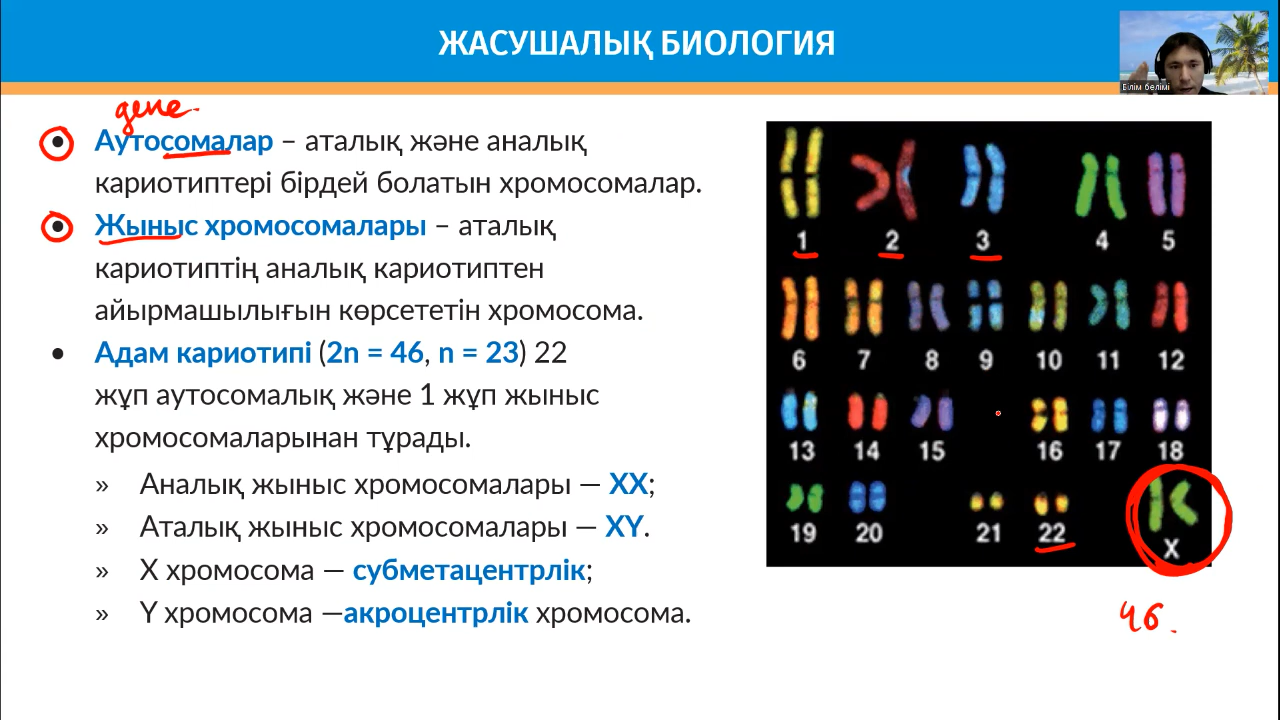 ЖАСУШАЛЫҚ БИОЛОГИЯ
Білім бөлімі
дене.
Аутосомалар – аталық және аналық
кариотиптері бірдей болатын хромосомалар.
Жыныс хромосомалары – аталық
кариотиптің аналық кариотиптен
айырмашылығын көрсететін хромосома.
Адам кариотипі (2n = 46, n = 23) 22
жұп аутосомалық және 1 жұп жыныс
хромосомаларынан тұрады.
» Аналық жыныс хромосомалары — XX;
» Аталық жыныс хромосомалары — XY.
» X хромосома — субметацентрлік;
» Y хромосома —акроцентрлік хромосома.
1 2 3 4 5
6 7 8 9 10 11 12
13 14 15 16 17 18
19 20 21 22 X
46.